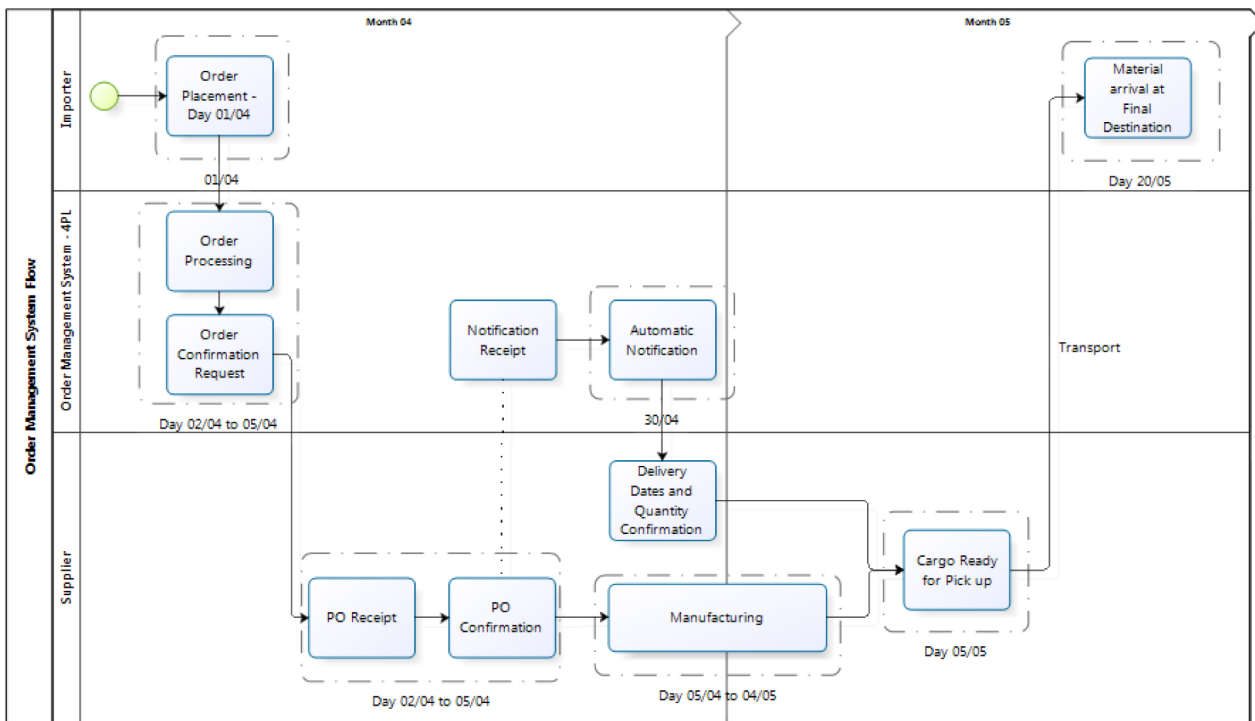 Order Management System Flow
Month 04
Month 05
Importer
Order
Placement -
Day 01/04
01/04
Material
arrival at
Final
Destination
Day 20/05
Order Management System - 4PL
Order
Processing
Order
Confirmation
Request
Day 02/04 to 05/04
Notification
Receipt
Automatic
Notification
30/04
Transport
Supplier
Delivery
Dates and
Quantity
Confirmation
PO Receipt
PO
Confirmation
Day 02/04 to 05/04
Manufacturing
Day 05/04 to 04/05
Cargo Ready
for Pick up
Day 05/05